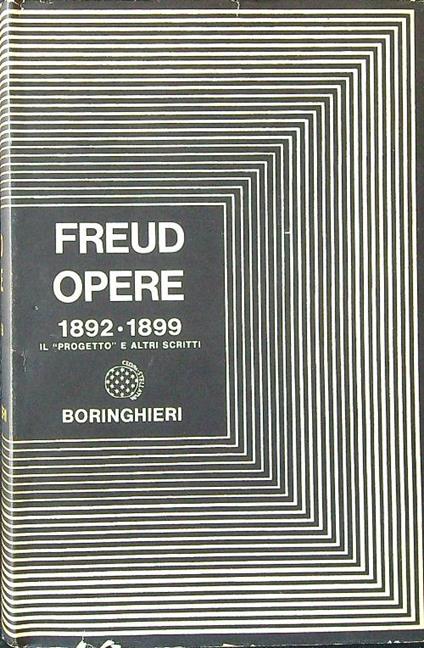 FREUD
OPERE
1892·1899
IL "PROGETTO" E ALTRI SCRITTI
BORINGHIERI